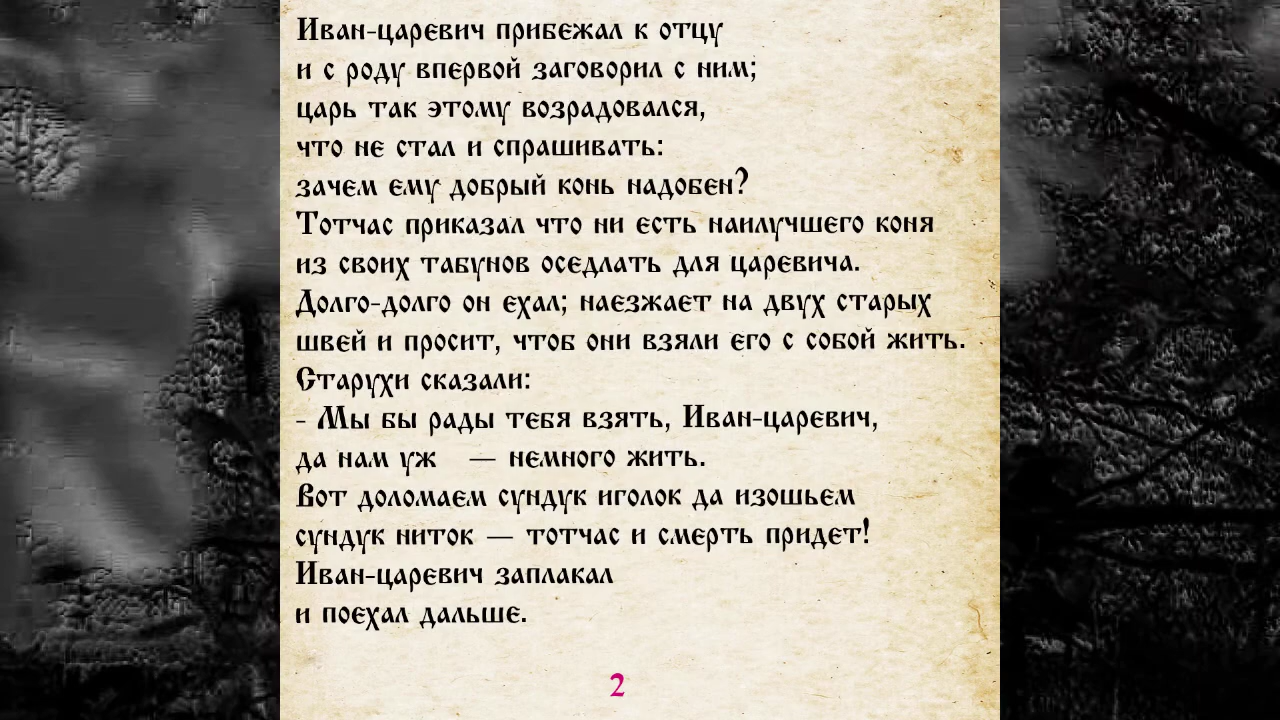 Иван-царевич прибежал к отцу
и с роду впервой заговорил с ним;
царь так этому возрадовался,
что не стал и спрашивать:
зачем ему добрый конь надобен?
Тотчас приказал что ни есть наилучшего коня
из своих табунов оседлать для царевича.
Долго-долго он ехал; наезжает на двух старых
швей и просит, чтоб они взяли его с собой жить.
Старухи сказали:
- Мы бы рады тебя взять, Иван-царевич,
да нам уж — немного жить.
Вот доломаем сундук иголок да изошьем
сундук ниток — тотчас и смерть придет!
Иван-царевич заплакал
и поехал дальше.
2